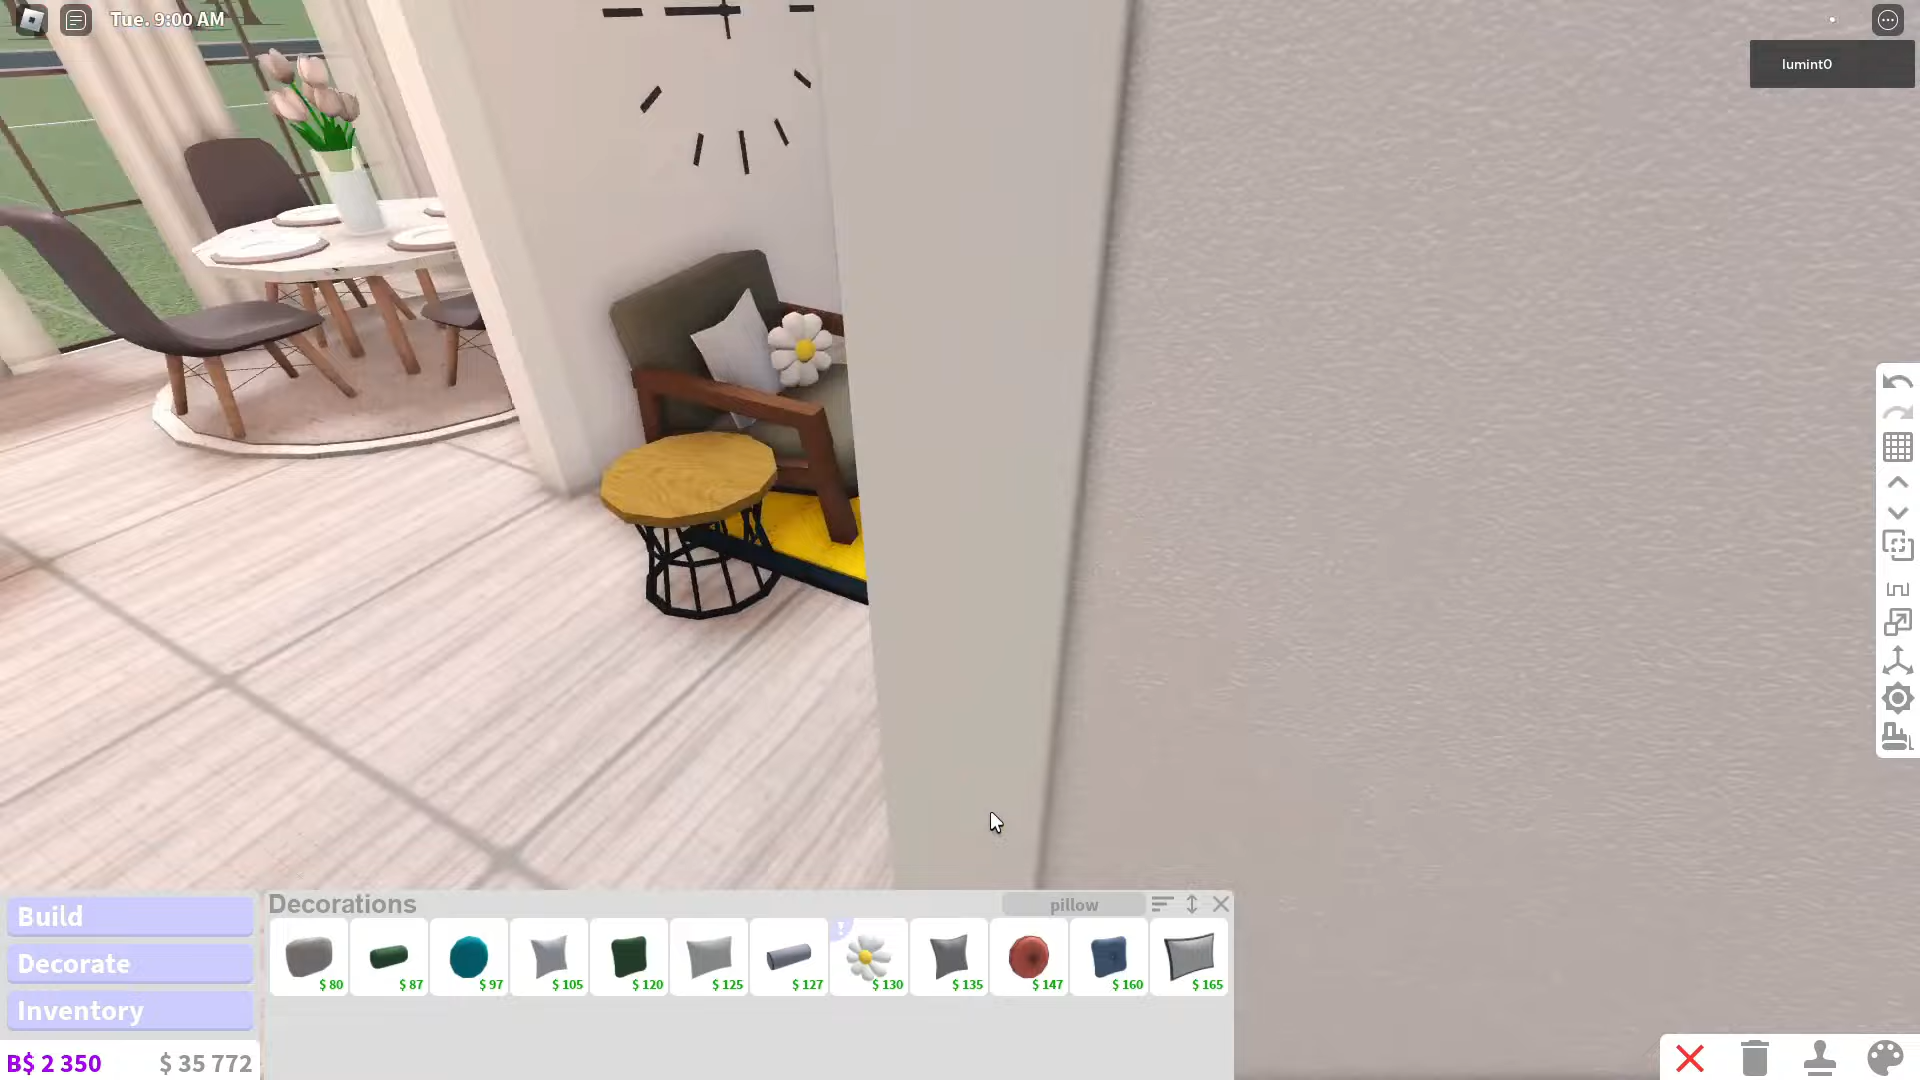 Tue. 9:00 AM
lumint0
Build
Decorate
Inventory
B$ 2 350
$ 35 772
Decorations
pillow
$ 80
$ 87
$ 97
$ 105
$ 120
$ 125
$ 127
$ 130
$ 135
$ 147
$ 160
$ 165